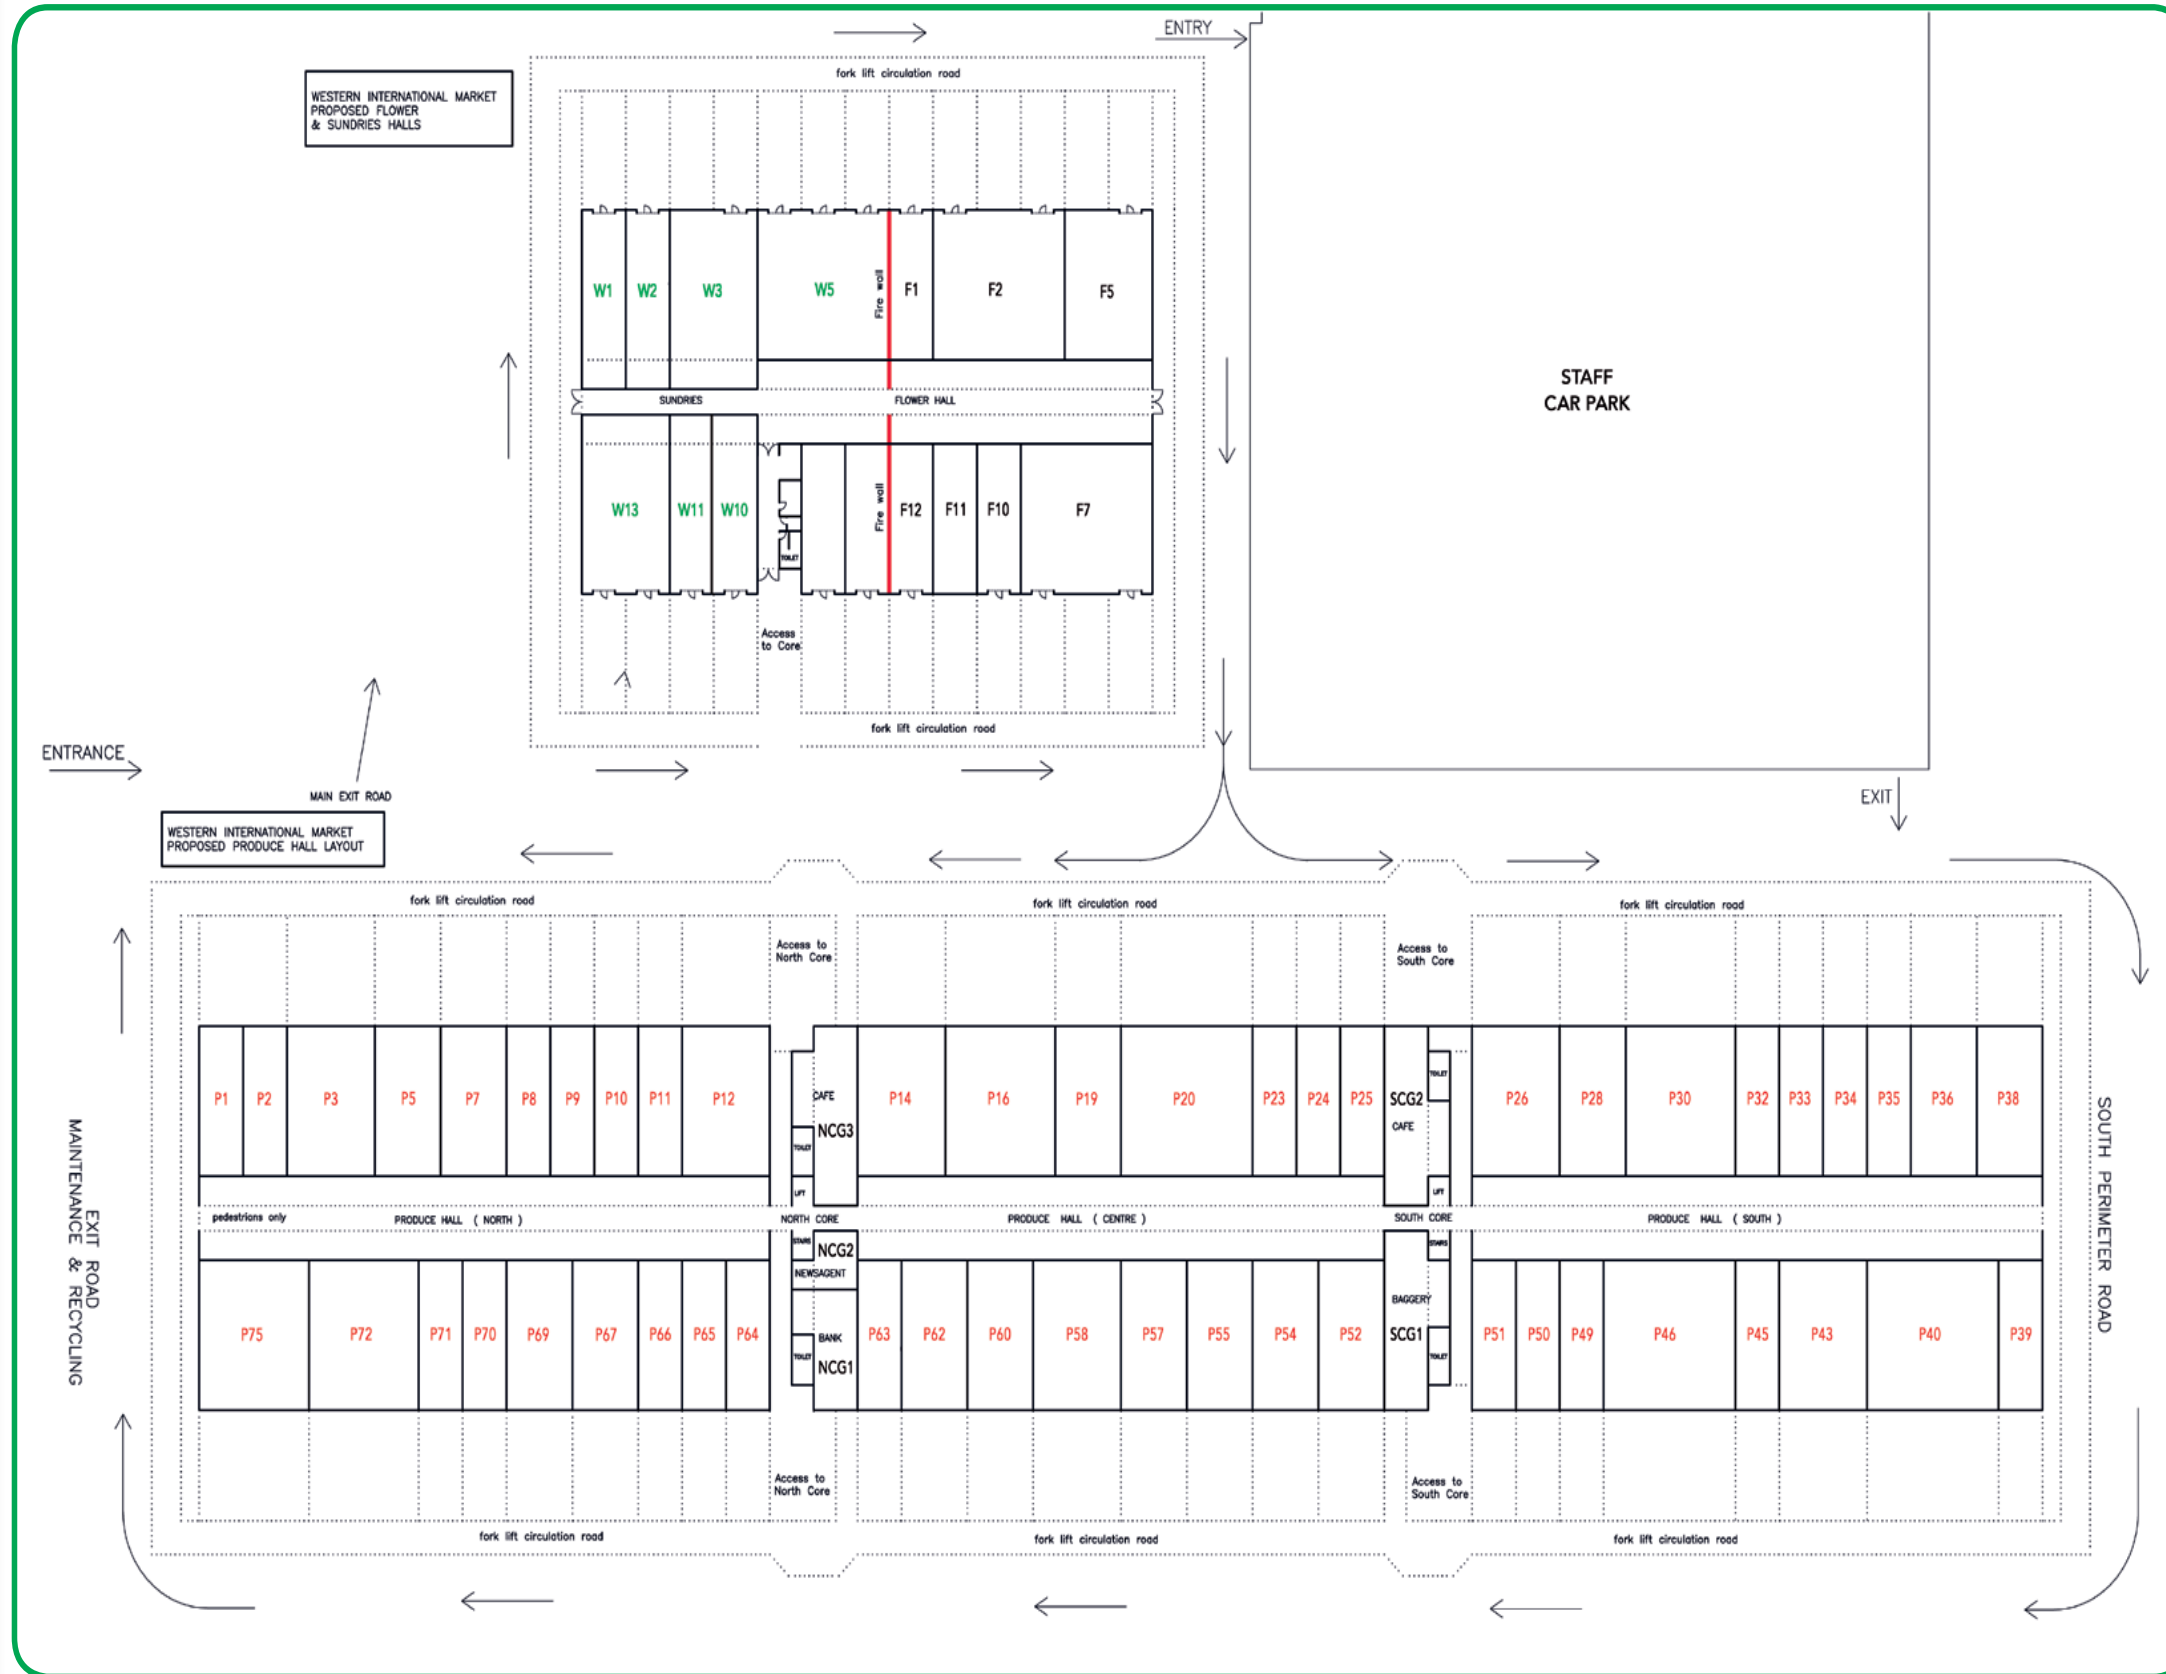 ENTRY
fork lift circulation road
WESTERN INTERNATIONAL MARKET
PROPOSED FLOWER
& SUNDRIES HALLS
W1 W2 W3 W5 Fire wall F1 F2 F5
STAFF
CAR PARK
SUNDRIES FLOWER HALL
W13 W11 W10 Fire wall F12 F11 F10 F7
TOILET
Access
to Core
fork lift circulation road
ENTRANCE
MAIN EXIT ROAD
EXIT
WESTERN INTERNATIONAL MARKET
PROPOSED PRODUCE HALL LAYOUT
fork lift circulation road fork lift circulation road fork lift circulation road
Access to
North Core
Access to
South Core
P1 P2 P3 P5 P7 P8 P9 P10 P11 P12 CAFE P14 P16 P19 P20 P23 P24 P25 SCG2 P26 P28 P30 P32 P33 P34 P35 P36 P38
TOILET
CAFE
NCG3
TOILET
LIFT LIFT
pedestrians only PRODUCE HALL ( NORTH ) NORTH CORE PRODUCE HALL ( CENTRE ) SOUTH CORE PRODUCE HALL ( SOUTH )
STAIRS NCG2 STAIRS
NEWSAGENT
BAGGERY
P75 P72 P71 P70 P69 P67 P66 P65 P64 BANK P63 P62 P60 P58 P57 P55 P54 P52 SCG1 P51 P50 P49 P46 P45 P43 P40 P39
TOILET NCG1 TOILET
EXIT ROAD
MAINTENANCE & RECYCLING
SOUTH PERIMETER ROAD
Access to
North Core
Access to
South Core
fork lift circulation road fork lift circulation road fork lift circulation road